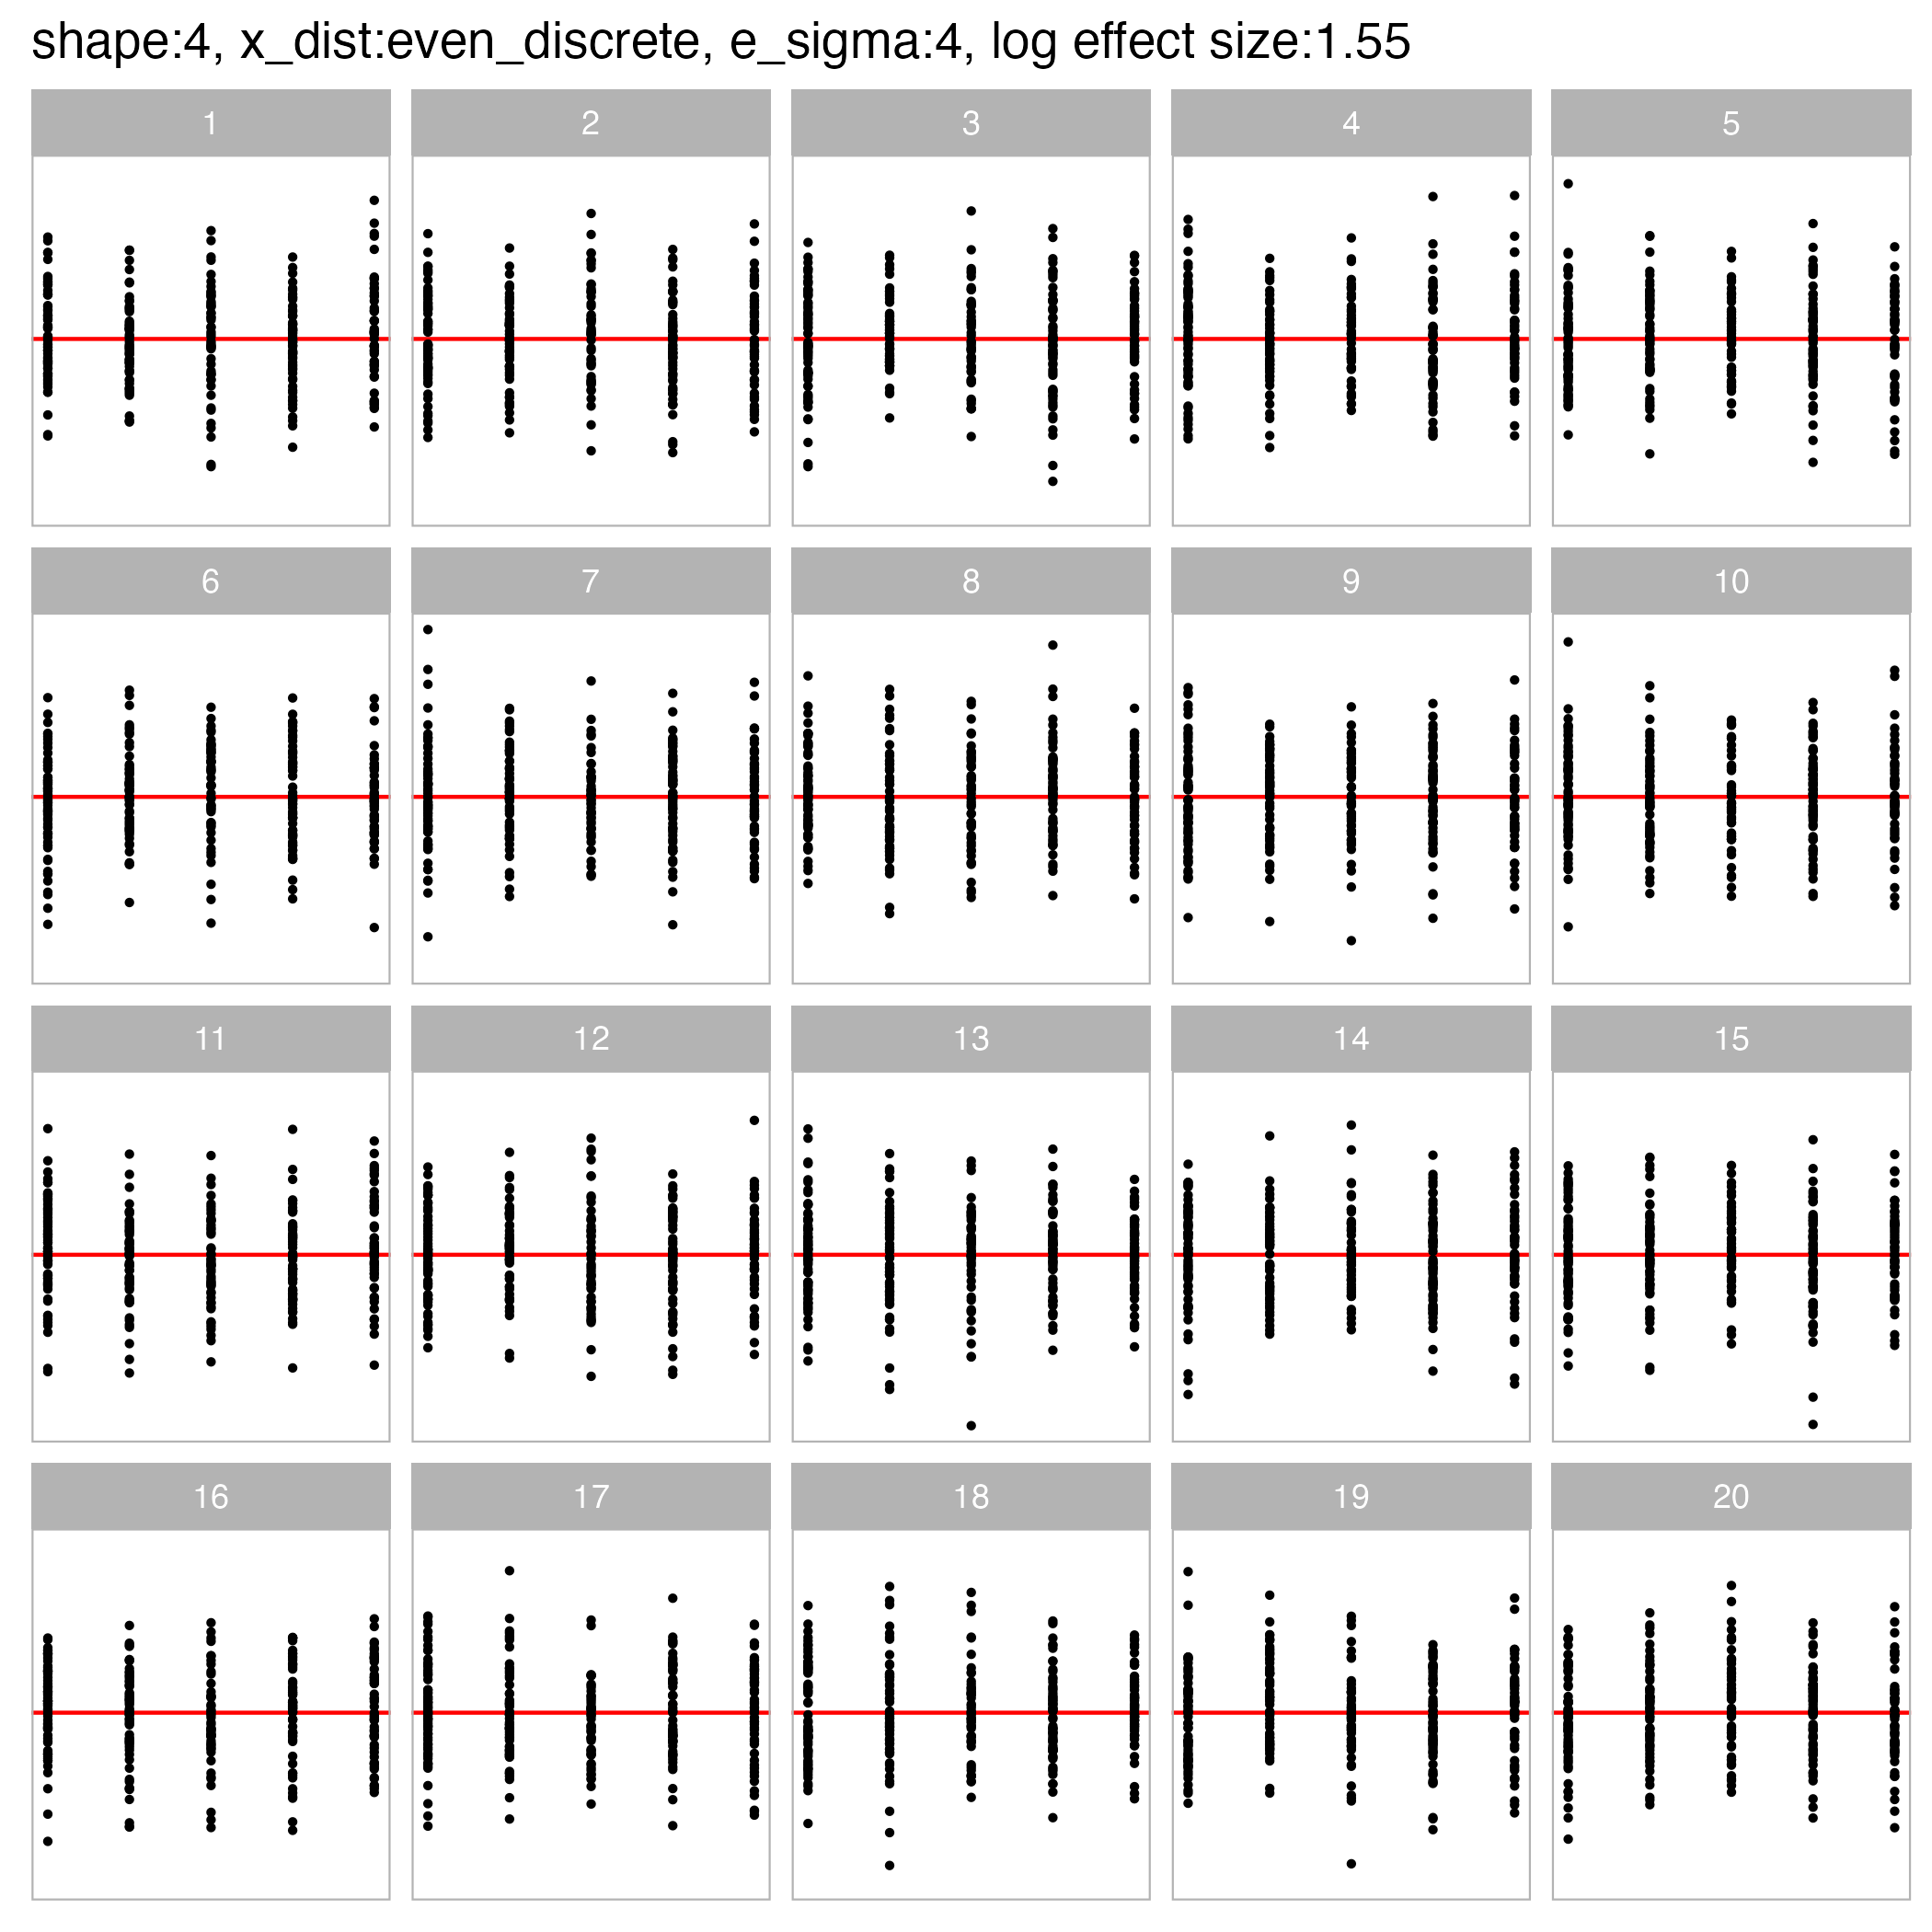 shape:4, x_dist:even_discrete, e_sigma:4, log effect size:1.55
1 2 3 4 5
6 7 8 9 10
11 12 13 14 15
16 17 18 19 20